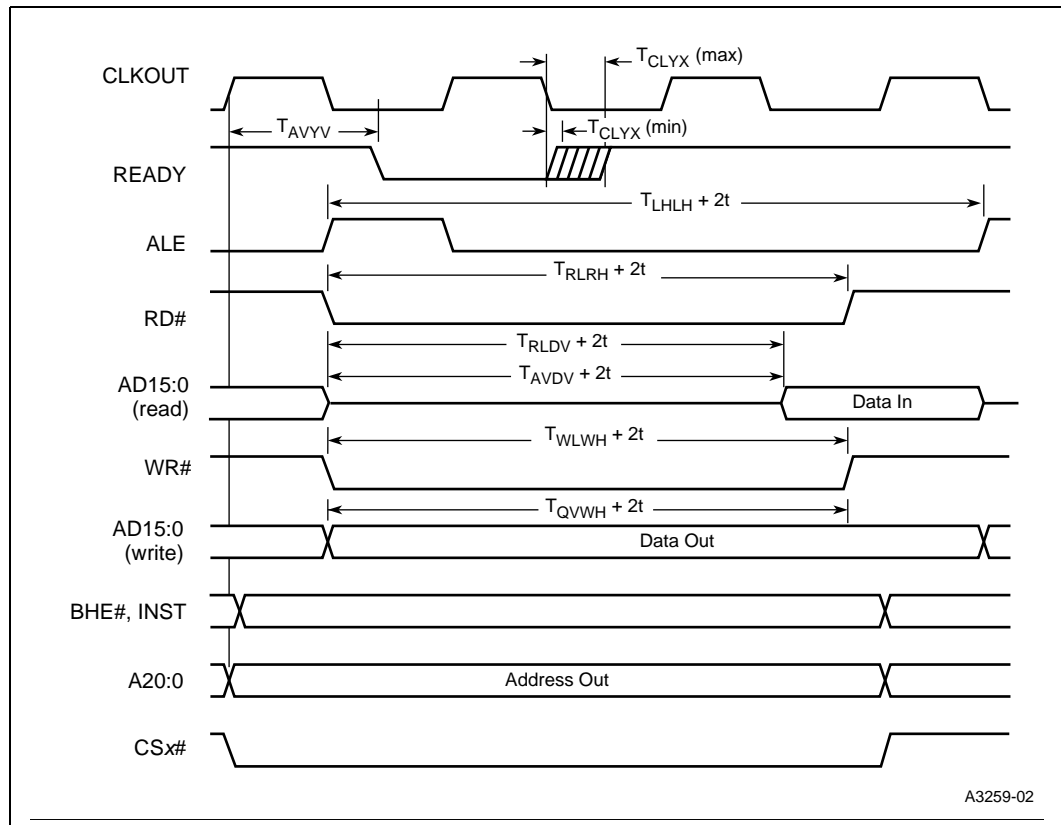 CLKOUT
T_CLYX (max)
T_AVYV
T_CLYX (min)
READY
T_LHLH + 2t
ALE
T_RLRH + 2t
RD#
T_RLDV + 2t
T_AVDV + 2t
AD15:0
(read)
Data In
T_WLWH + 2t
WR#
T_QVWH + 2t
AD15:0
(write)
Data Out
BHE#, INST
A20:0
Address Out
CSx#
A3259-02